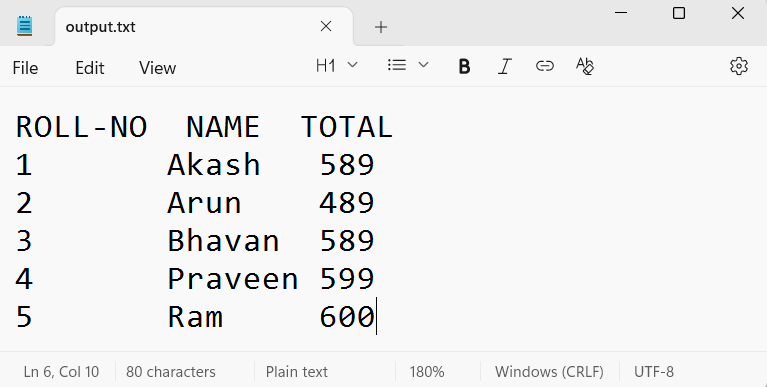 output.txt
File Edit View H1 B I
ROLL-NO NAME TOTAL
1 Akash 589
2 Arun 489
3 Bhavan 589
4 Praveen 599
5 Ram 600
Ln 6, Col 10 80 characters Plain text 180% Windows (CRLF) UTF-8